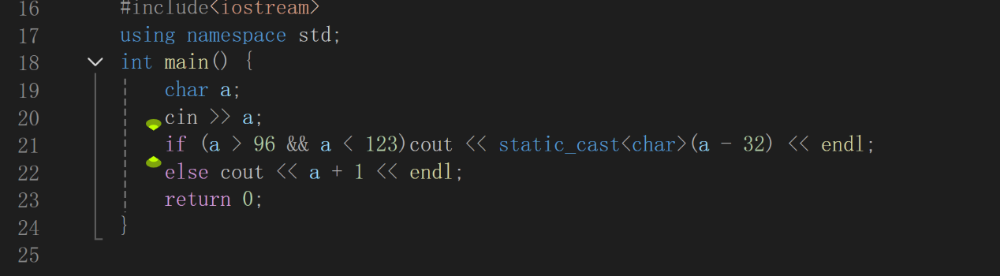 16 #include<iostream>
17 using namespace std;
18 int main() {
19 char a;
20 cin >> a;
21 if (a > 96 && a < 123)cout << static_cast<char>(a - 32) << endl;
22 else cout << a + 1 << endl;
23 return 0;
24 }
25